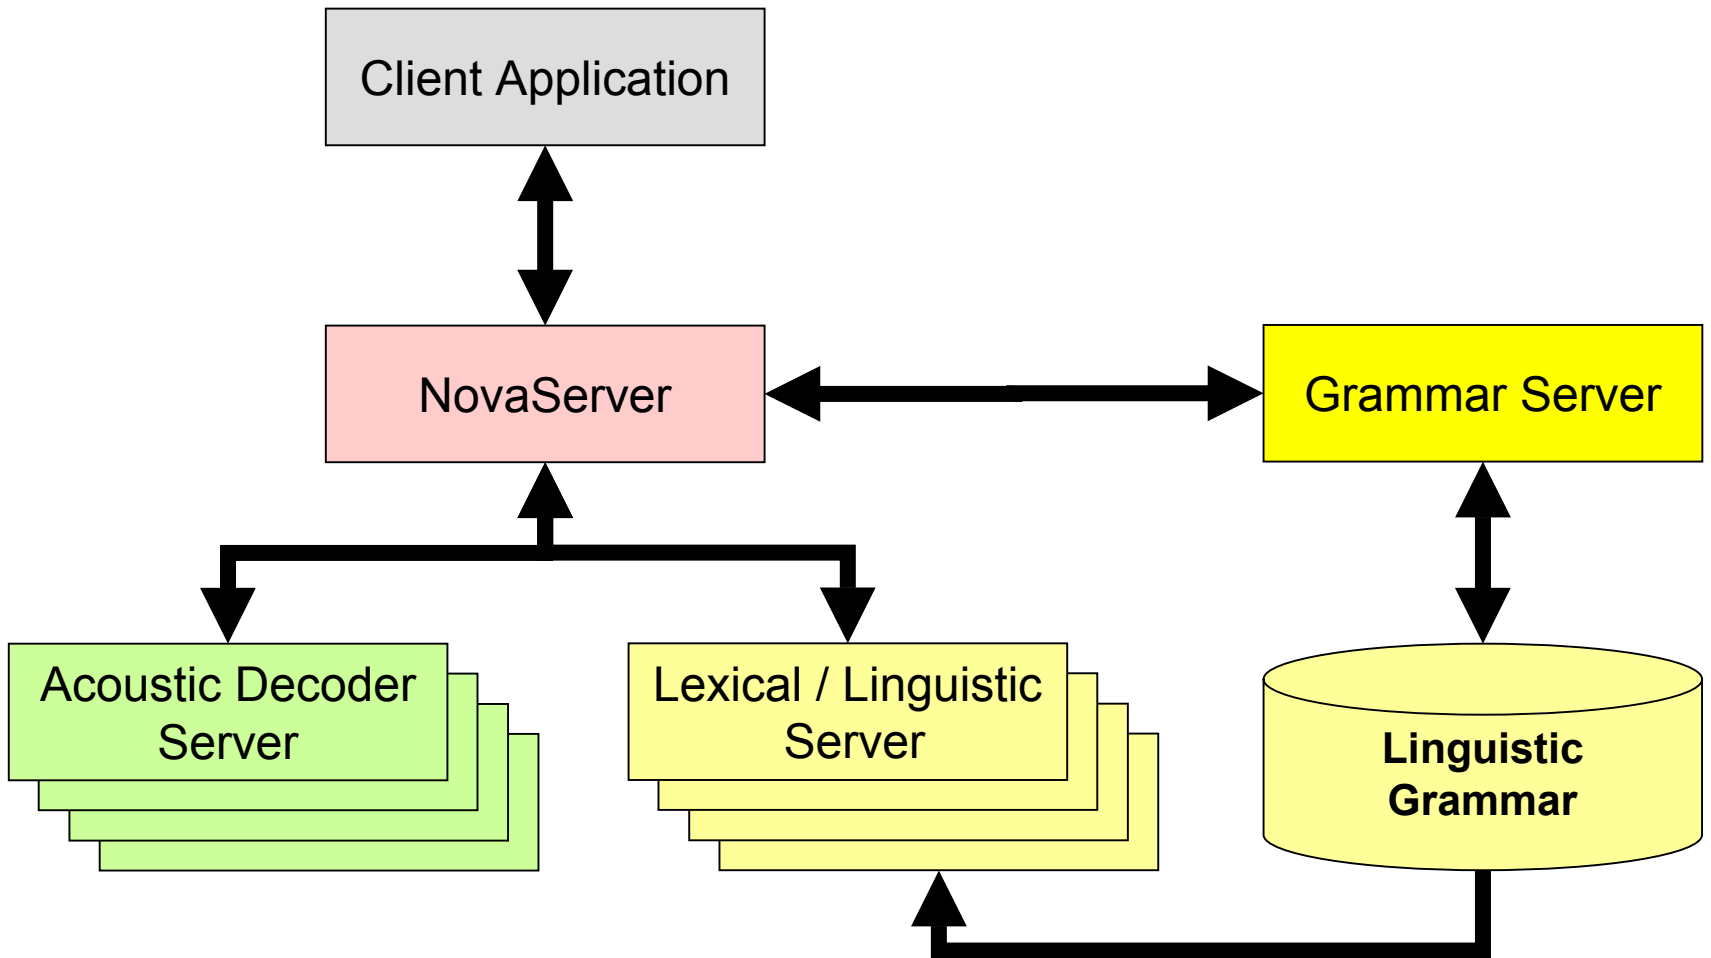 Client Application
NovaServer
Grammar Server
Acoustic Decoder
Server
Lexical / Linguistic
Server
Linguistic
Grammar